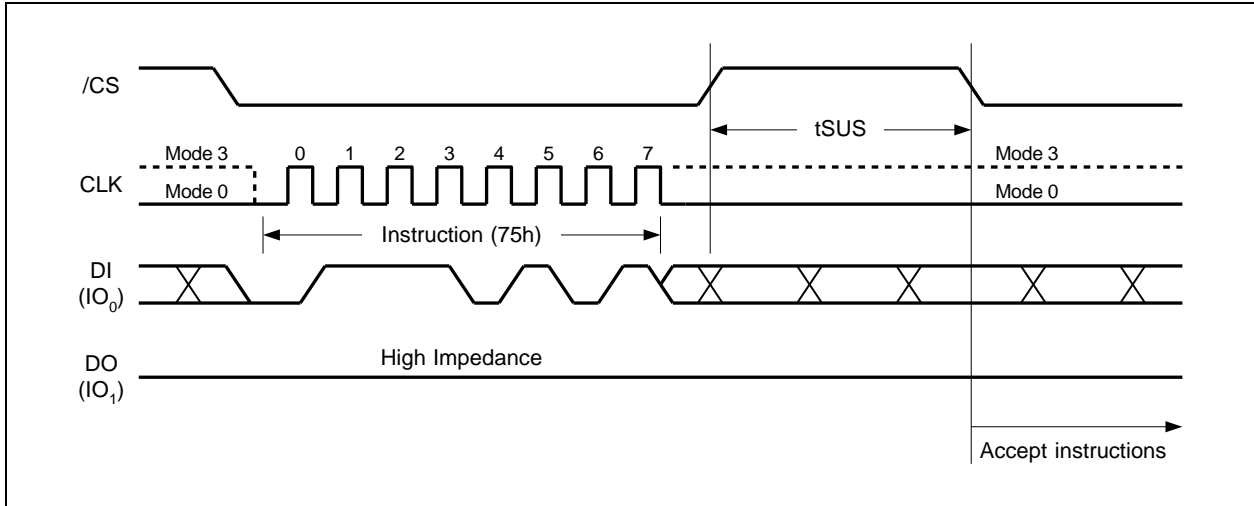 /CS
tSUS
Mode 3
0 1 2 3 4 5 6 7
Mode 3
CLK
Mode 0
Mode 0
Instruction (75h)
DI
(IO0)
High Impedance
DO
(IO1)
Accept instructions